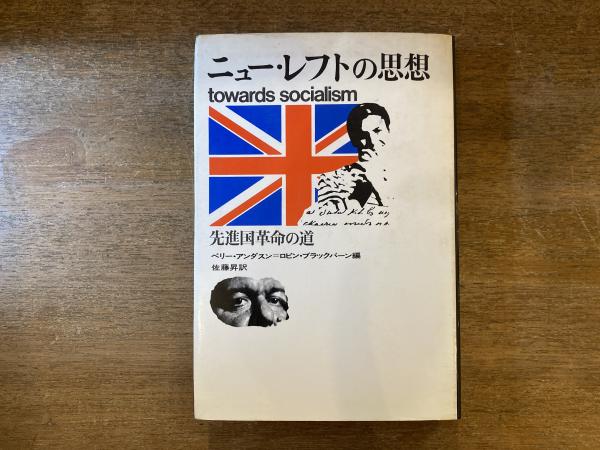 ニュー・レフトの思想
towards socialism
先進国革命の道
ペリー・アンダスン=ロビン・ブラックバーン編
佐藤昇訳